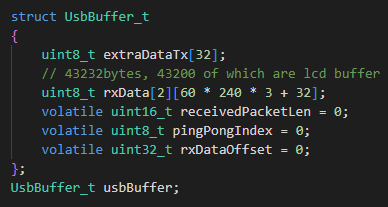 struct UsbBuffer_t
{
    uint8_t extraDataTx[32];
    // 43232bytes, 43200 of which are lcd buffer
    uint8_t rxData[2][60 * 240 * 3 + 32];
    volatile uint16_t receivedPacketLen = 0;
    volatile uint8_t pingPongIndex = 0;
    volatile uint32_t rxDataOffset = 0;
};
UsbBuffer_t usbBuffer;